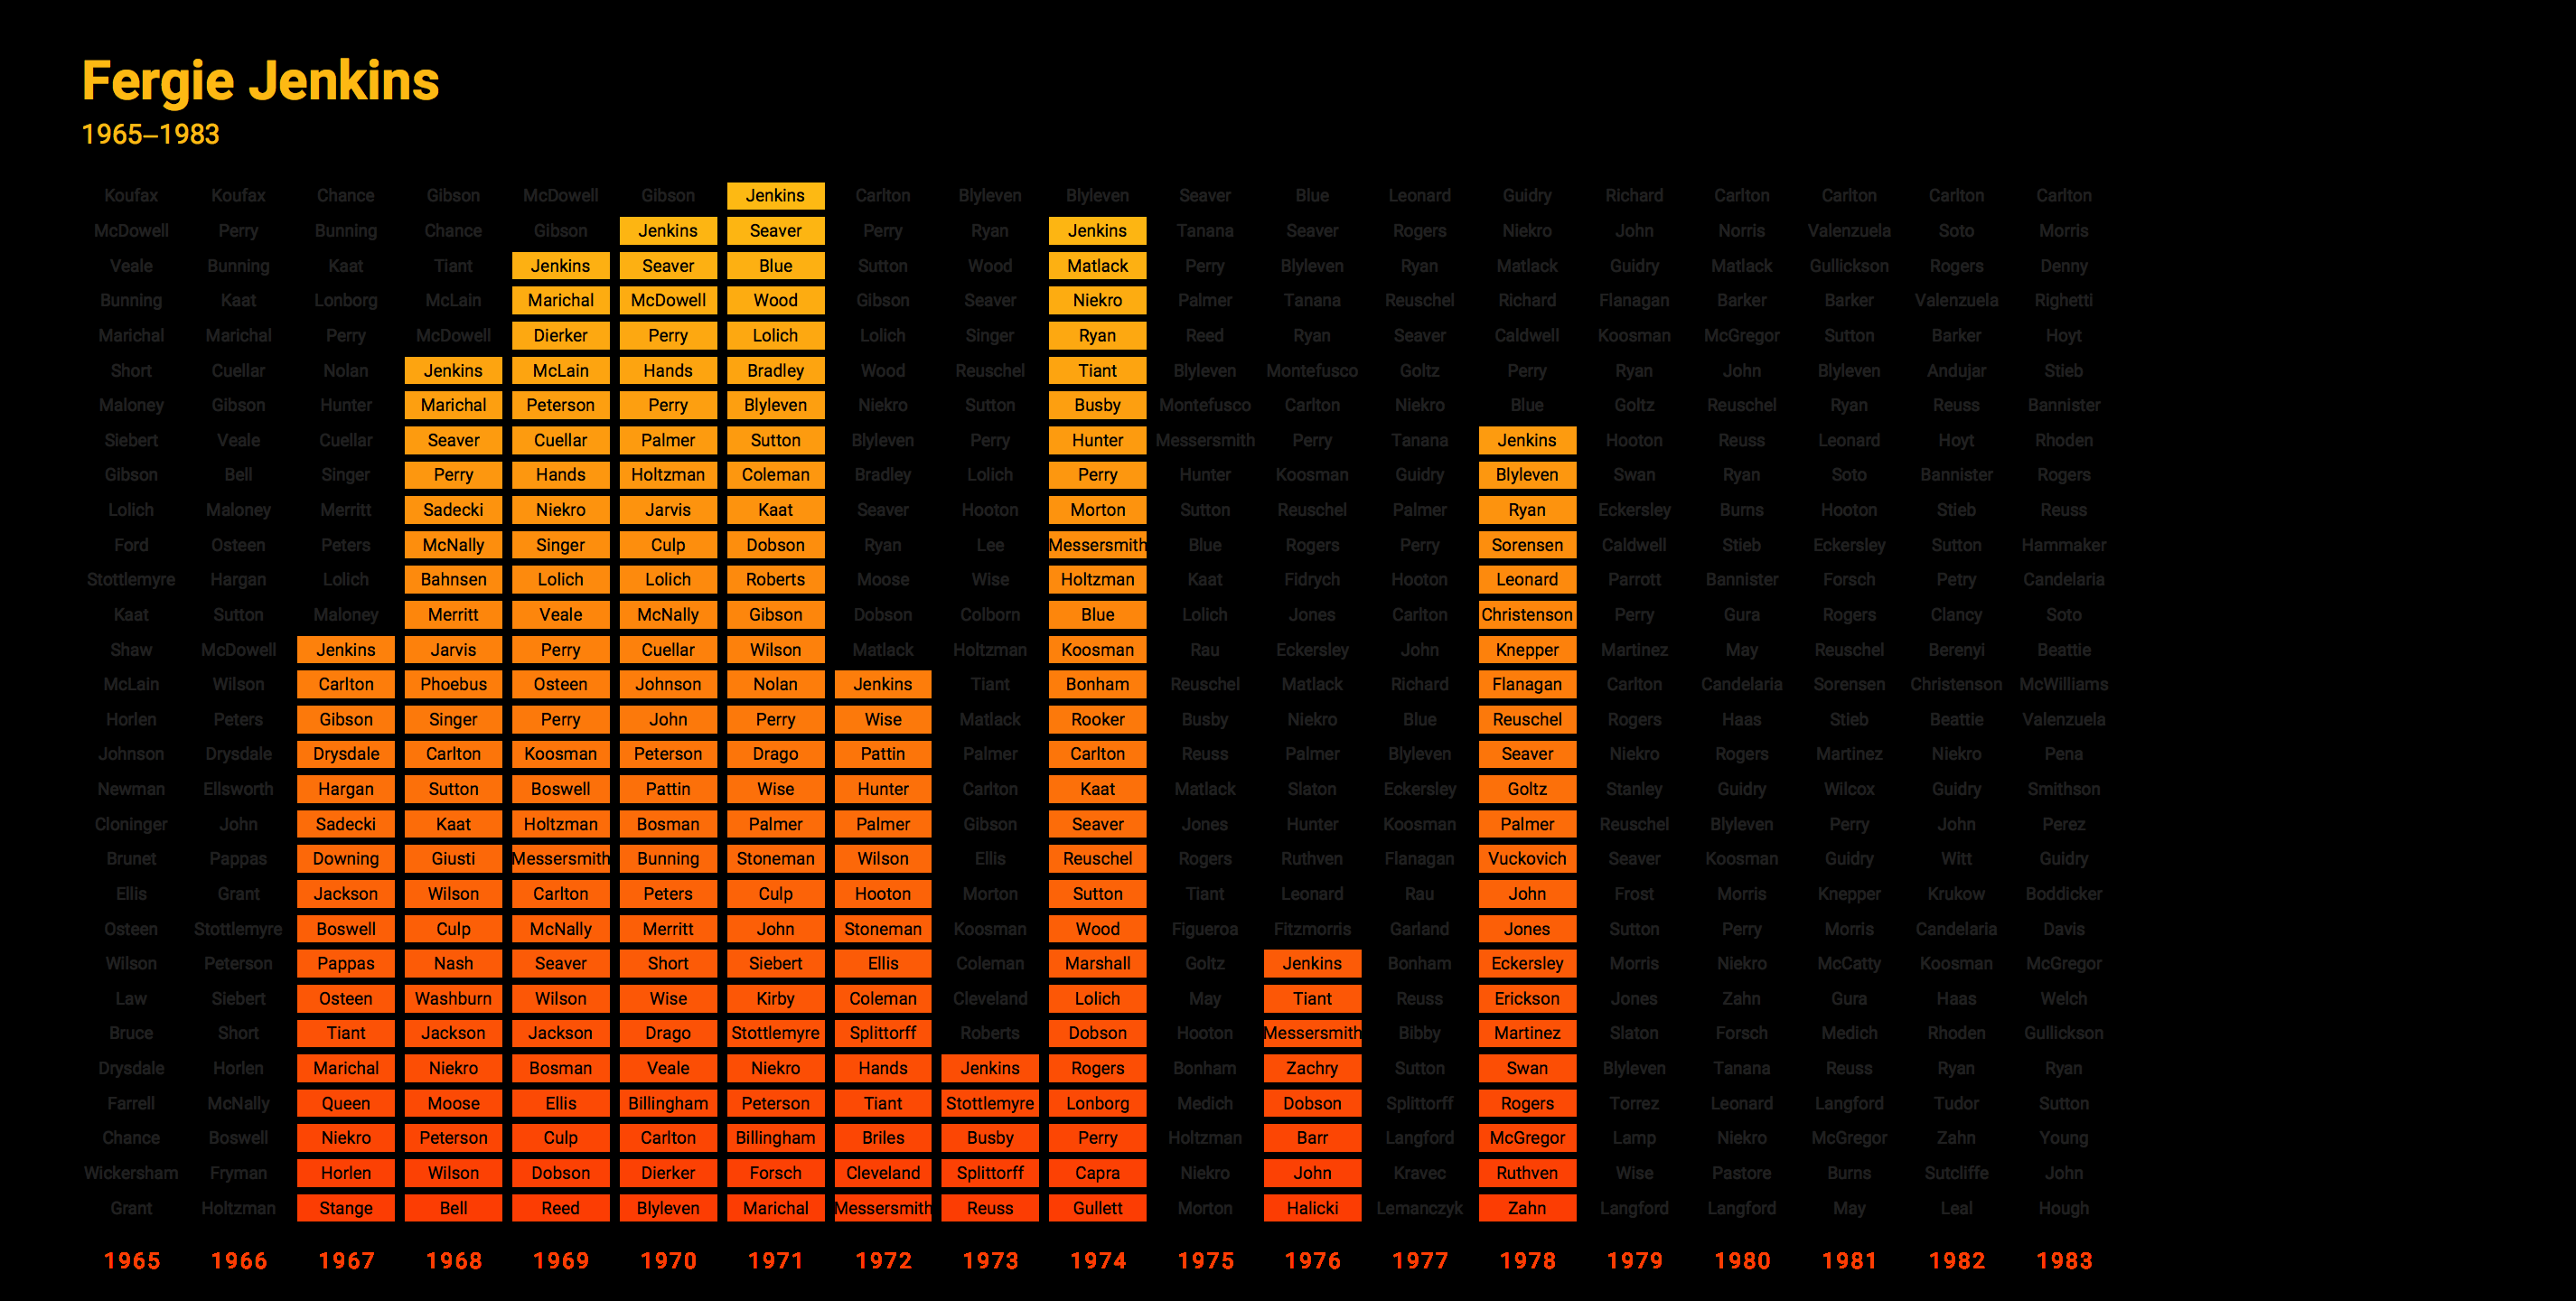 Fergie Jenkins
1965–1983
Koufax Koufax Chance Gibson McDowell Gibson Jenkins Carlton Blyleven Blyleven Seaver Blue Leonard Guidry Richard Carlton Carlton Carlton Carlton
McDowell Perry Bunning Chance Gibson Jenkins Seaver Perry Ryan Jenkins Tanana Seaver Rogers Niekro John Norris Valenzuela Soto Morris
Veale Bunning Kaat Tiant Jenkins Seaver Blue Sutton Wood Matlack Perry Blyleven Ryan Matlack Guidry Matlack Gullickson Rogers Denny
Bunning Kaat Lonborg McLain Marichal McDowell Wood Gibson Seaver Niekro Palmer Tanana Reuschel Richard Flanagan Barker Barker Valenzuela Righetti
Marichal Marichal Perry McDowell Dierker Perry Lolich Lolich Singer Ryan Reed Ryan Seaver Caldwell Koosman McGregor Sutton Barker Hoyt
Short Cuellar Nolan Jenkins McLain Hands Bradley Wood Reuschel Tiant Blyleven Montefusco Goltz Perry Ryan John Blyleven Andujar Stieb
Maloney Gibson Hunter Marichal Peterson Perry Blyleven Niekro Sutton Busby Montefusco Carlton Niekro Blue Goltz Reuschel Ryan Reuss Bannister
Siebert Veale Cuellar Seaver Cuellar Palmer Sutton Blyleven Perry Hunter Messersmith Perry Tanana Jenkins Hooton Reuss Leonard Hoyt Rhoden
Gibson Bell Singer Perry Hands Holtzman Coleman Bradley Lolich Perry Hunter Koosman Guidry Blyleven Swan Ryan Soto Bannister Rogers
Lolich Maloney Merritt Sadecki Niekro Jarvis Kaat Seaver Hooton Morton Sutton Reuschel Palmer Ryan Eckersley Burns Hooton Stieb Reuss
Ford Osteen Peters McNally Singer Culp Dobson Ryan Lee Messersmith Blue Rogers Perry Sorensen Caldwell Stieb Eckersley Sutton Hammaker
Stottlemyre Hargan Lolich Bahnsen Lolich Lolich Roberts Moose Wise Holtzman Kaat Fidrych Hooton Leonard Parrott Bannister Forsch Petry Candelaria
Kaat Sutton Maloney Merritt Veale McNally Gibson Dobson Colborn Blue Lolich Jones Carlton Christenson Perry Gura Rogers Clancy Soto
Shaw McDowell Jenkins Jarvis Perry Cuellar Wilson Matlack Holtzman Koosman Rau Eckersley John Knepper Martinez May Reuschel Berenyi Beattie
McLain Wilson Carlton Phoebus Osteen Johnson Nolan Jenkins Tiant Bonham Reuschel Matlack Richard Flanagan Carlton Candelaria Sorensen Christenson McWilliams
Horlen Peters Gibson Singer Perry John Perry Wise Matlack Rooker Busby Niekro Blue Reuschel Rogers Haas Stieb Beattie Valenzuela
Johnson Drysdale Drysdale Carlton Koosman Peterson Drago Pattin Palmer Carlton Reuss Palmer Blyleven Seaver Niekro Rogers Martinez Niekro Pena
Newman Ellsworth Hargan Sutton Boswell Pattin Wise Hunter Carlton Kaat Matlack Slaton Eckersley Goltz Stanley Guidry Wilcox Guidry Smithson
Cloninger John Sadecki Kaat Holtzman Bosman Palmer Palmer Gibson Seaver Jones Hunter Koosman Palmer Reuschel Blyleven Perry John Perez
Brunet Pappas Downing Giusti Messersmith Bunning Stoneman Wilson Ellis Reuschel Rogers Ruthven Flanagan Vuckovich Seaver Koosman Guidry Witt Guidry
Ellis Grant Jackson Wilson Carlton Peters Culp Hooton Morton Sutton Tiant Leonard Rau John Frost Morris Knepper Krukow Boddicker
Osteen Stottlemyre Boswell Culp McNally Merritt John Stoneman Koosman Wood Figueroa Fitzmorris Garland Jones Sutton Perry Morris Candelaria Davis
Wilson Peterson Pappas Nash Seaver Short Siebert Ellis Coleman Marshall Goltz Jenkins Bonham Eckersley Morris Niekro McCatty Koosman McGregor
Law Siebert Osteen Washburn Wilson Wise Kirby Coleman Cleveland Lolich May Tiant Reuss Erickson Jones Zahn Gura Haas Welch
Bruce Short Tiant Jackson Jackson Drago Stottlemyre Splittorff Roberts Dobson Hooton Messersmith Bibby Martinez Slaton Forsch Medich Rhoden Gullickson
Drysdale Horlen Marichal Niekro Bosman Veale Niekro Hands Jenkins Rogers Bonham Zachry Sutton Swan Blyleven Tanana Reuss Ryan Ryan
Farrell McNally Queen Moose Ellis Billingham Peterson Tiant Stottlemyre Lonborg Medich Dobson Splittorff Rogers Torrez Leonard Langford Tudor Sutton
Chance Boswell Niekro Peterson Culp Carlton Billingham Briles Busby Perry Holtzman Barr Langford McGregor Lamp Niekro McGregor Zahn Young
Wickersham Fryman Horlen Wilson Dobson Dierker Forsch Cleveland Splittorff Capra Niekro John Kravec Ruthven Wise Pastore Burns Sutcliffe John
Grant Holtzman Stange Bell Reed Blyleven Marichal Messersmith Reuss Gullett Morton Halicki Lemanczyk Zahn Langford Langford May Leal Hough
1965 1966 1967 1968 1969 1970 1971 1972 1973 1974 1975 1976 1977 1978 1979 1980 1981 1982 1983